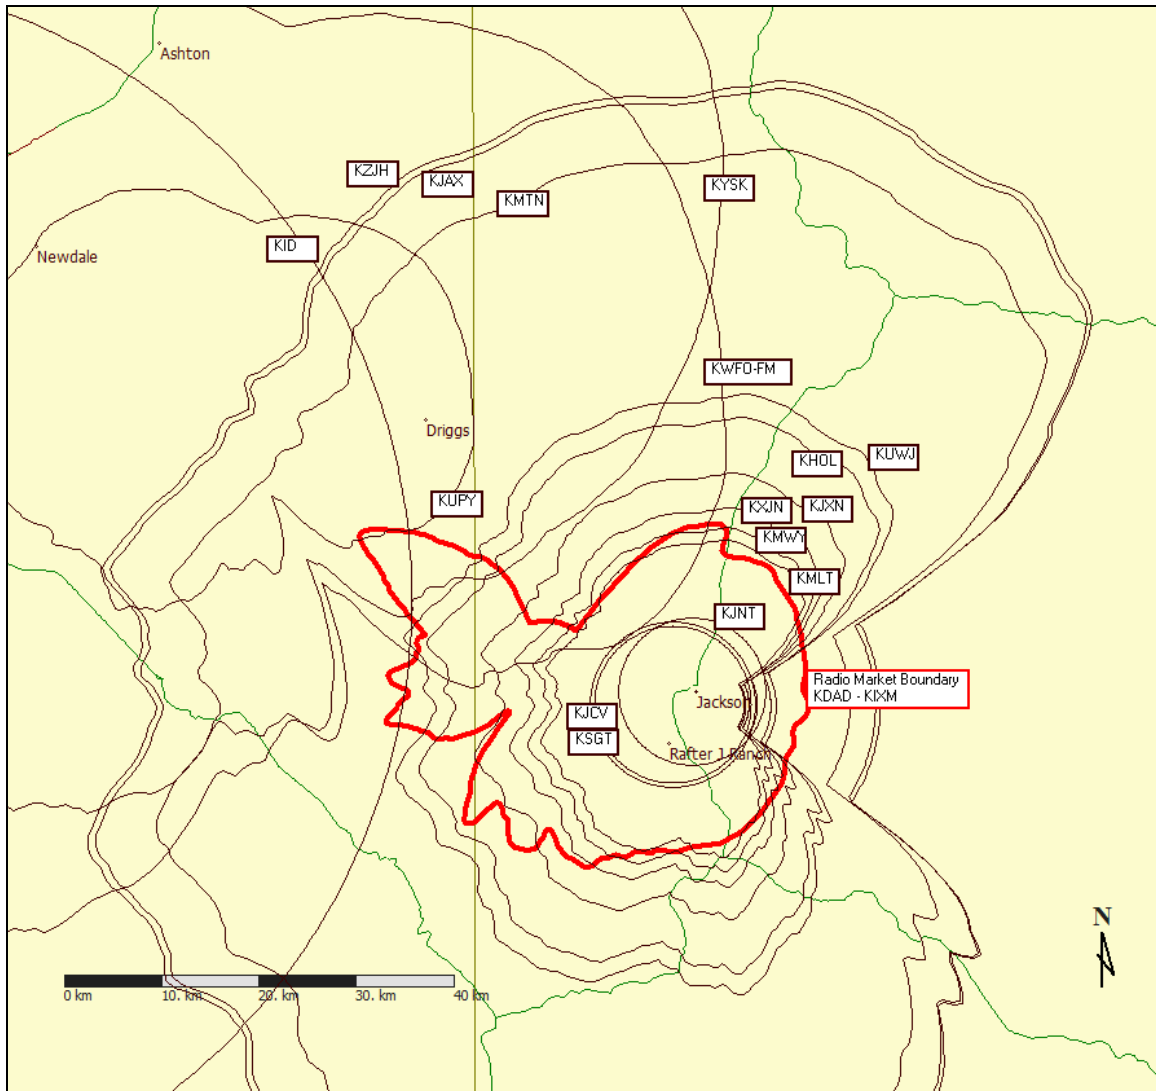 Ashton
KZJH
KJAX
KMTN
KYSK
KID
Newdale
KWFO-FM
Driggs
KHOL
KUWJ
KUPY
KXJN
KJXN
KMWY
KMLT
KJNT
Radio Market Boundary
KDAD - KIXM
Jackson
KJCV
KSGT
Rafter J Ranch
N
0 km 10. km 20. km 30. km 40 km